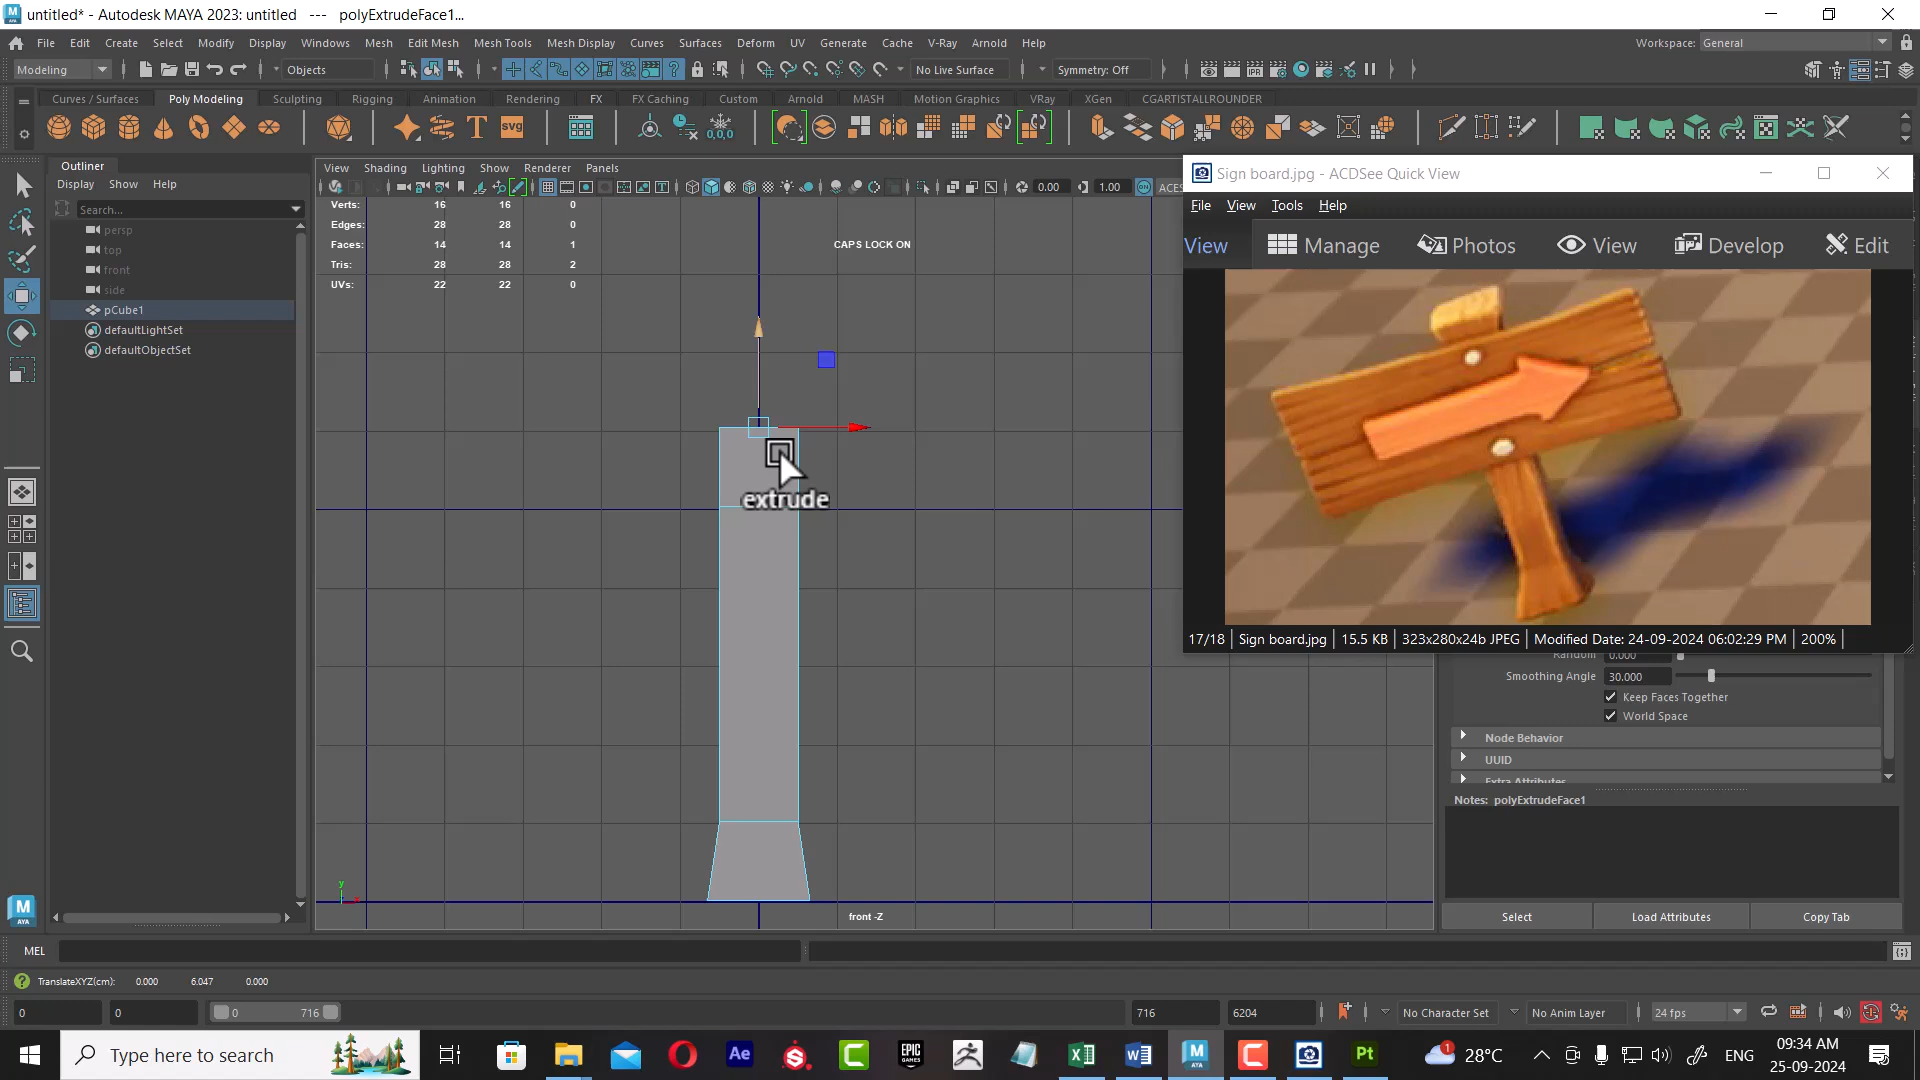 untitled* - Autodesk MAYA 2023: untitled --- polyExtrudeFace1...
File Edit Create Select Modify Display Windows Mesh Edit Mesh Mesh Tools Mesh Display Curves Surfaces Deform UV Generate Cache V-Ray Arnold Help
Workspace: General
Modeling Objects No Live Surface Symmetry: Off
Curves / Surfaces Poly Modeling Sculpting Rigging Animation Rendering FX FX Caching Custom Arnold MASH Motion Graphics VRay XGen CGARTISTALLROUNDER
Outliner
Display Show Help
Search...
persp
top
front
side
pCube1
defaultLightSet
defaultObjectSet
View Shading Lighting Show Renderer Panels
0.00 1.00 ACES
Verts: 16 16 0
Edges: 28 28 0
Faces: 14 14 1
Tris: 28 28 2
UVs: 22 22 0
CAPS LOCK ON
extrude
front -Z
Sign board.jpg - ACDSee Quick View
File View Tools Help
View Manage Photos View Develop Edit
17/18 Sign board.jpg 15.5 KB 323x280x24b JPEG Modified Date: 24-09-2024 06:02:29 PM 200%
Random 0.000
Smoothing Angle 30.000
Keep Faces Together
World Space
Node Behavior
UUID
Extra Attributes
Notes: polyExtrudeFace1
Select Load Attributes Copy Tab
MEL
TranslateXYZ(cm): 0.000 6.047 0.000
0 0 0 716 716 6204 No Character Set No Anim Layer 24 fps
Type here to search
28°C ENG
09:34 AM
25-09-2024